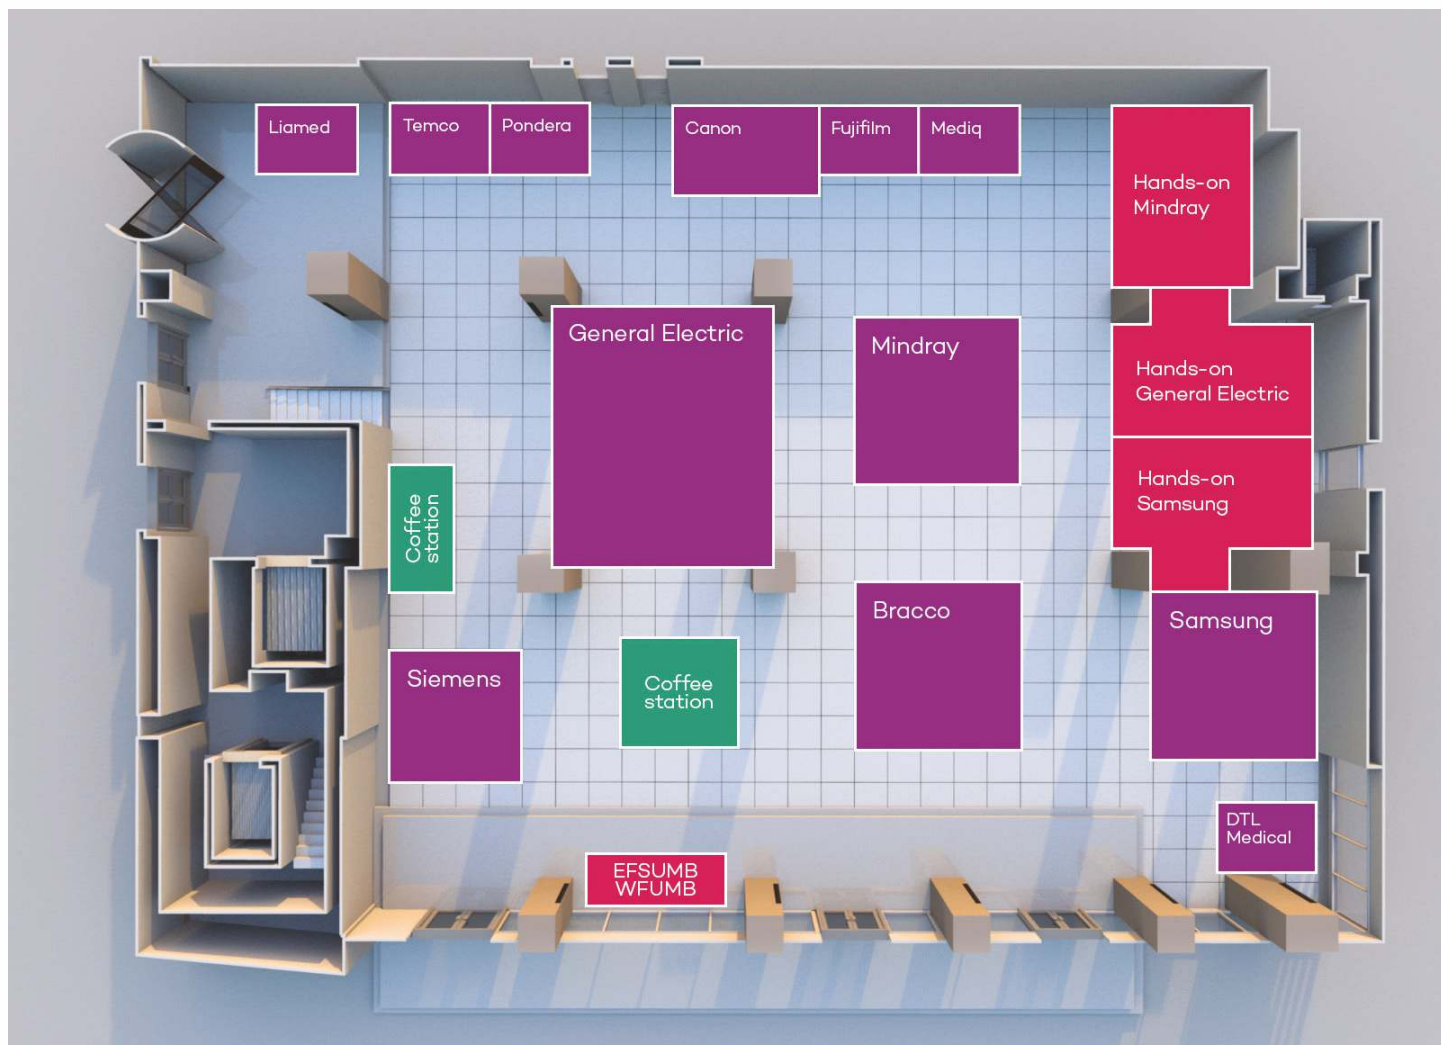 Liamed
Temco
Pondera
Canon
Fujifilm
Mediq
Hands-on
Mindray
General Electric
Mindray
Hands-on
General Electric
Coffee
station
Hands-on
Samsung
Siemens
Coffee
station
Bracco
Samsung
DTL
Medical
EFSUMB
WFUMB